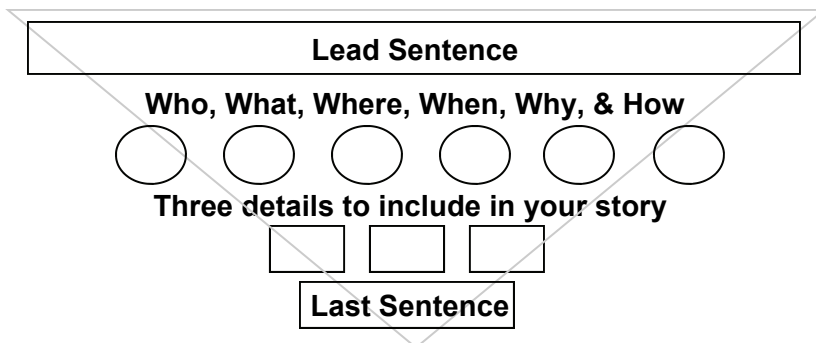 Lead Sentence
Who, What, Where, When, Why, & How
Three details to include in your story
Last Sentence